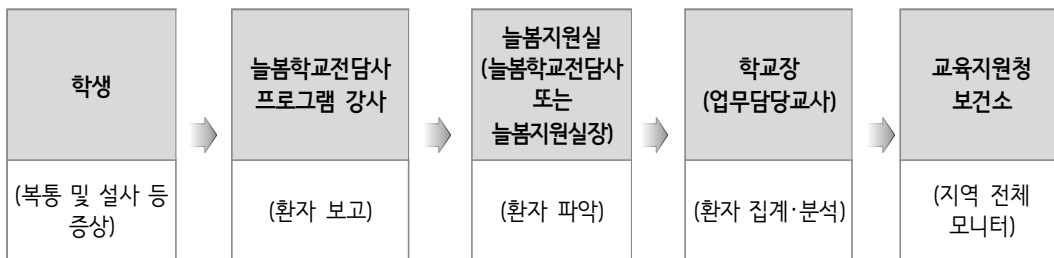 학생
늘봄학교전담사
프로그램 강사
늘봄지원실
(늘봄학교전담사
또는
늘봄지원실장)
학교장
(업무담당교사)
교육지원청
보건소
(복통 및 설사 등
증상)
(환자 보고)
(환자 파악)
(환자 집계·분석)
(지역 전체
모니터)